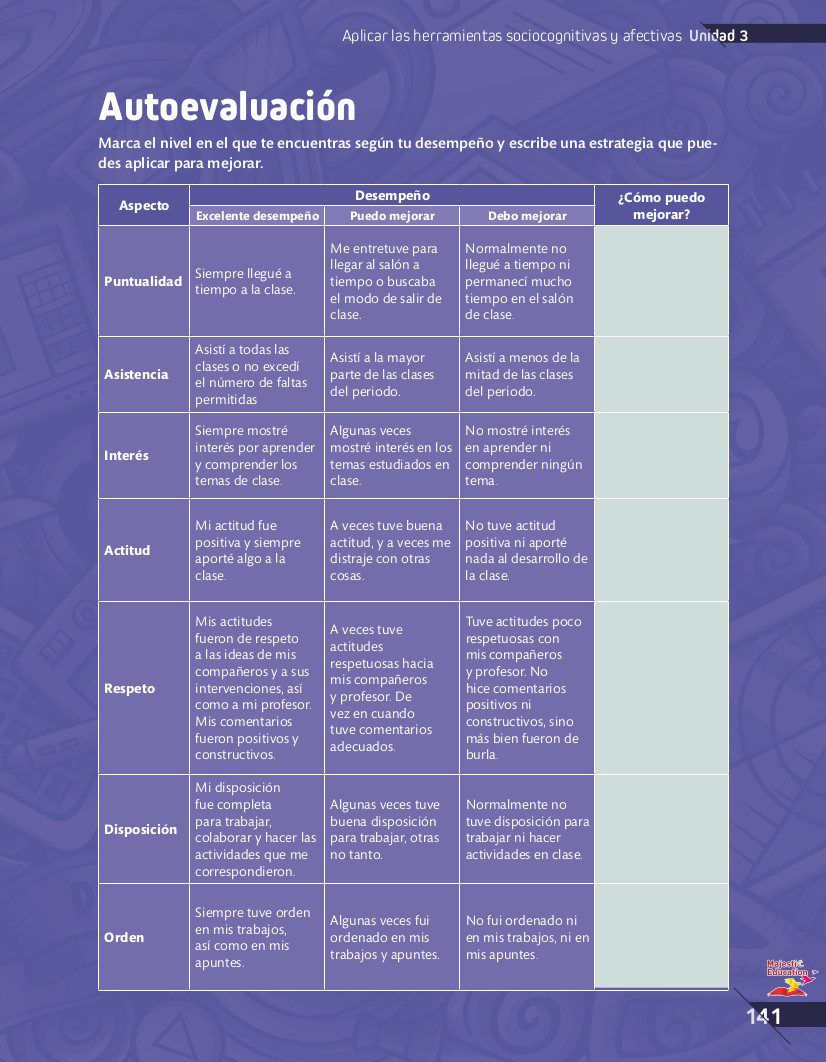 Aplicar las herramientas sociocognitivas y afectivas Unidad 3
Autoevaluación
Marca el nivel en el que te encuentras según tu desempeño y escribe una estrategia que pue-
des aplicar para mejorar.
Aspecto
Desempeño
¿Cómo puedo
mejorar?
Excelente desempeño
Puedo mejorar
Debo mejorar
Puntualidad
Siempre llegué a
tiempo a la clase.
Me entretuve para
llegar al salón a
tiempo o buscaba
el modo de salir de
clase.
Normalmente no
llegué a tiempo ni
permanecí mucho
tiempo en el salón
de clase.
Asistencia
Asistí a todas las
clases o no excedí
el número de faltas
permitidas
Asistí a la mayor
parte de las clases
del periodo.
Asistí a menos de la
mitad de las clases
del periodo.
Interés
Siempre mostré
interés por aprender
y comprender los
temas de clase.
Algunas veces
mostré interés en los
temas estudiados en
clase.
No mostré interés
en aprender ni
comprender ningún
tema.
Actitud
Mi actitud fue
positiva y siempre
aporté algo a la
clase.
A veces tuve buena
actitud, y a veces me
distraje con otras
cosas.
No tuve actitud
positiva ni aporté
nada al desarrollo de
la clase.
Respeto
Mis actitudes
fueron de respeto
a las ideas de mis
compañeros y a sus
intervenciones, así
como a mi profesor.
Mis comentarios
fueron positivos y
constructivos.
A veces tuve
actitudes
respetuosas hacia
mis compañeros
y profesor. De
vez en cuando
tuve comentarios
adecuados.
Tuve actitudes poco
respetuosas con
mis compañeros
y profesor. No
hice comentarios
positivos ni
constructivos, sino
más bien fueron de
burla.
Disposición
Mi disposición
fue completa
para trabajar,
colaborar y hacer las
actividades que me
correspondieron.
Algunas veces tuve
buena disposición
para trabajar, otras
no tanto.
Normalmente no
tuve disposición para
trabajar ni hacer
actividades en clase.
Orden
Siempre tuve orden
en mis trabajos,
así como en mis
apuntes.
Algunas veces fui
ordenado en mis
trabajos y apuntes.
No fui ordenado ni
en mis trabajos, ni en
mis apuntes.
Majestic
Education
141